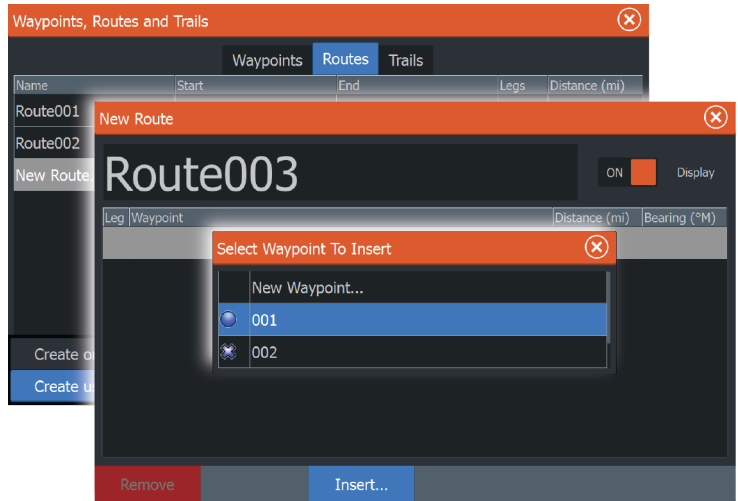 Waypoints, Routes and Trails
Waypoints Routes Trails
Name Start End Legs Distance (mi)
Route001
Route002
New Route.
New Route
Route003
ON Display
Leg Waypoint Distance (mi) Bearing (°M)
Select Waypoint To Insert
New Waypoint...
001
002
Create
Create
Remove Insert...